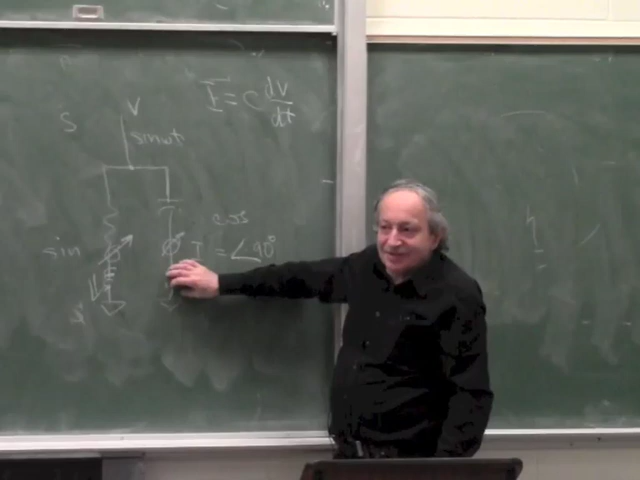 I = C dv/dt
V
S
sin ωt
cos
sin
I = ∠90°